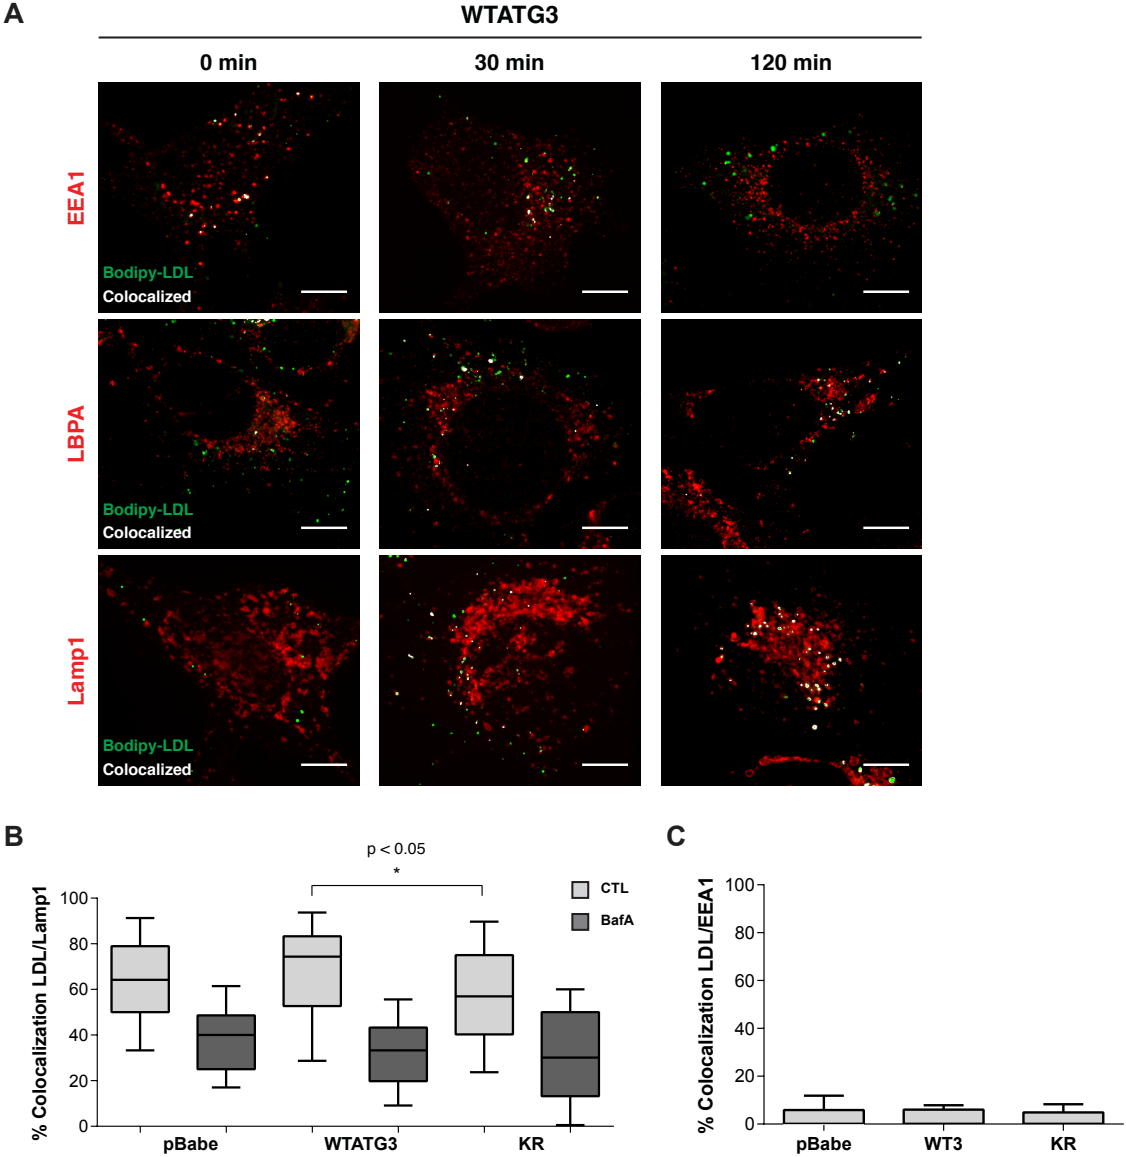 A
WTATG3
0 min 30 min 120 min
EEA1
Bodipy-LDL
Colocalized
LBPA
Bodipy-LDL
Colocalized
Lamp1
Bodipy-LDL
Colocalized
B
p < 0.05
*
CTL
BafA
% Colocalization LDL/Lamp1
100
80
60
40
20
0
pBabe WTATG3 KR
C
% Colocalization LDL/EEA1
100
80
60
40
20
0
pBabe WT3 KR